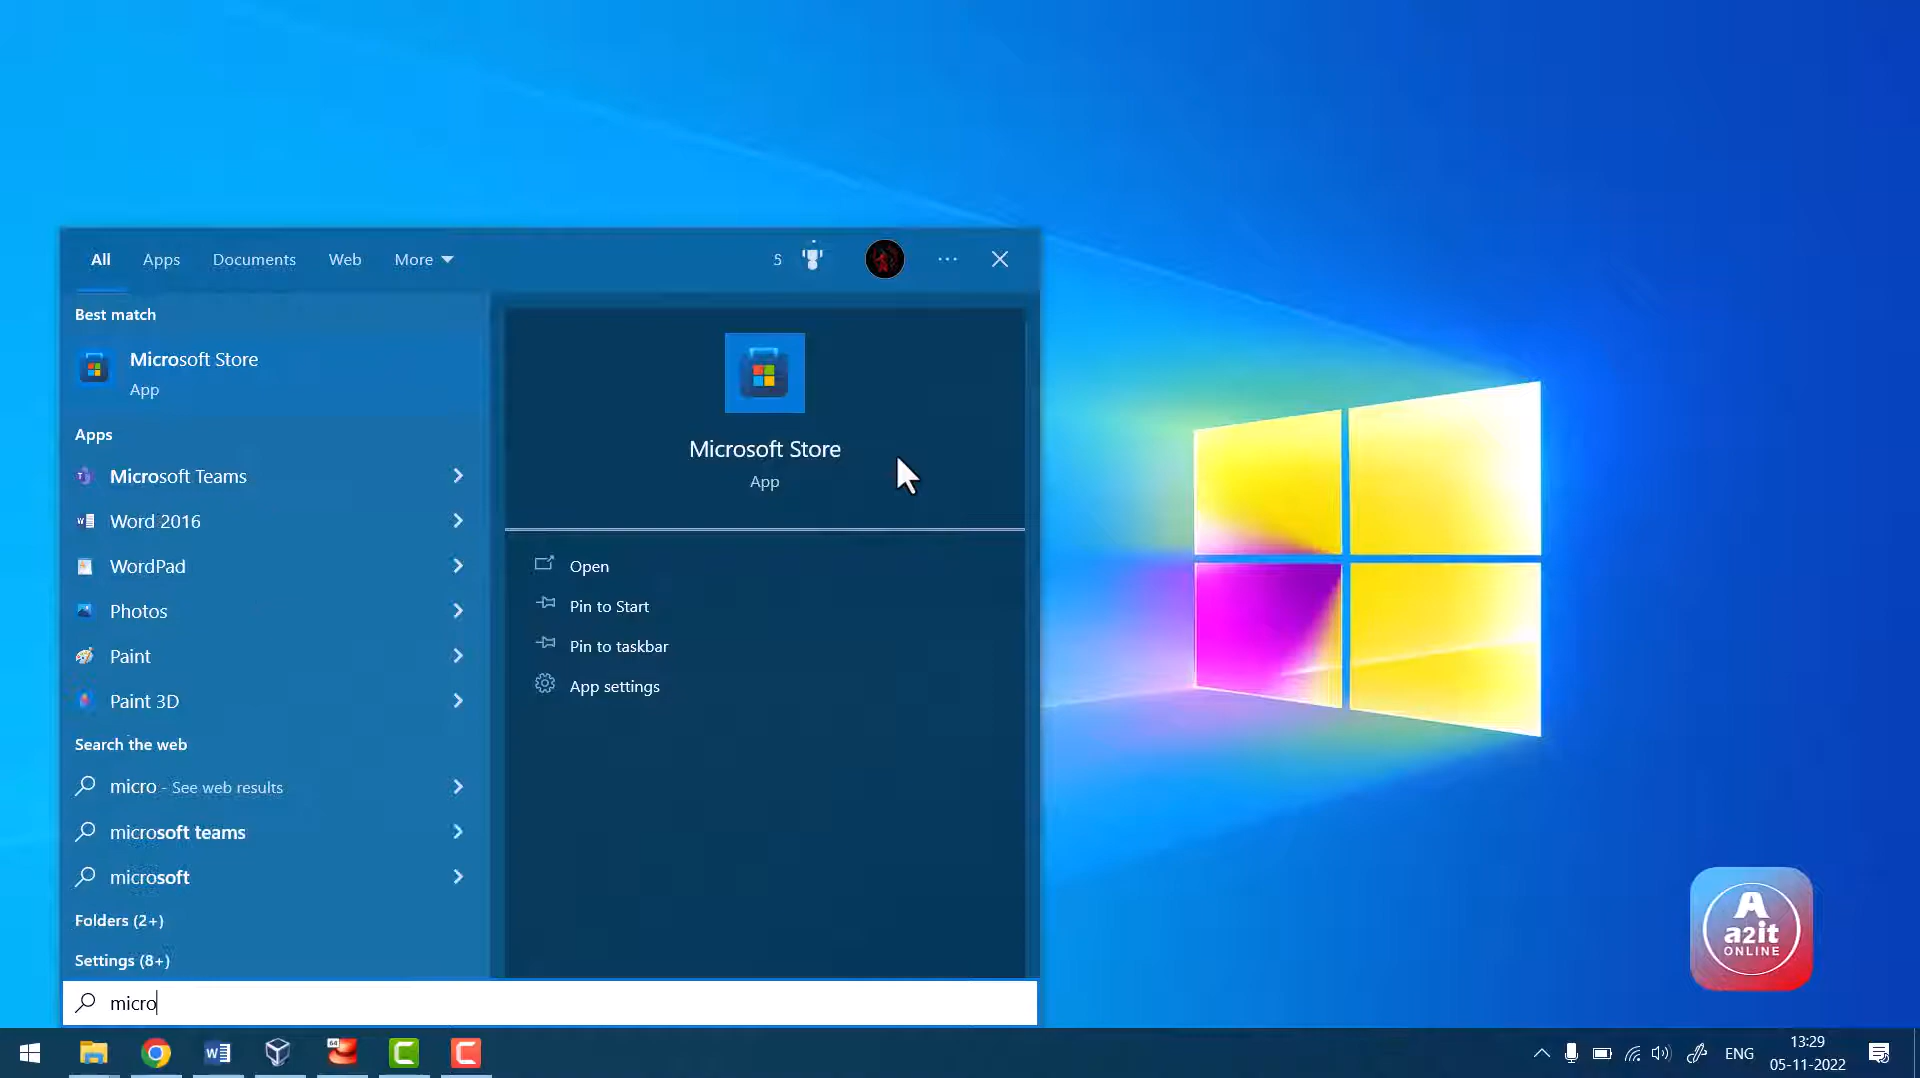 All
Apps
Documents
Web
More
5
Best match
Microsoft Store
App
Apps
Microsoft Teams
Word 2016
WordPad
Photos
Paint
Paint 3D
Search the web
micro - See web results
microsoft teams
microsoft
Folders (2+)
Settings (8+)
micro
Microsoft Store
App
Open
Pin to Start
Pin to taskbar
App settings
A
a2it
ONLINE
64
ENG
13:29
05-11-2022